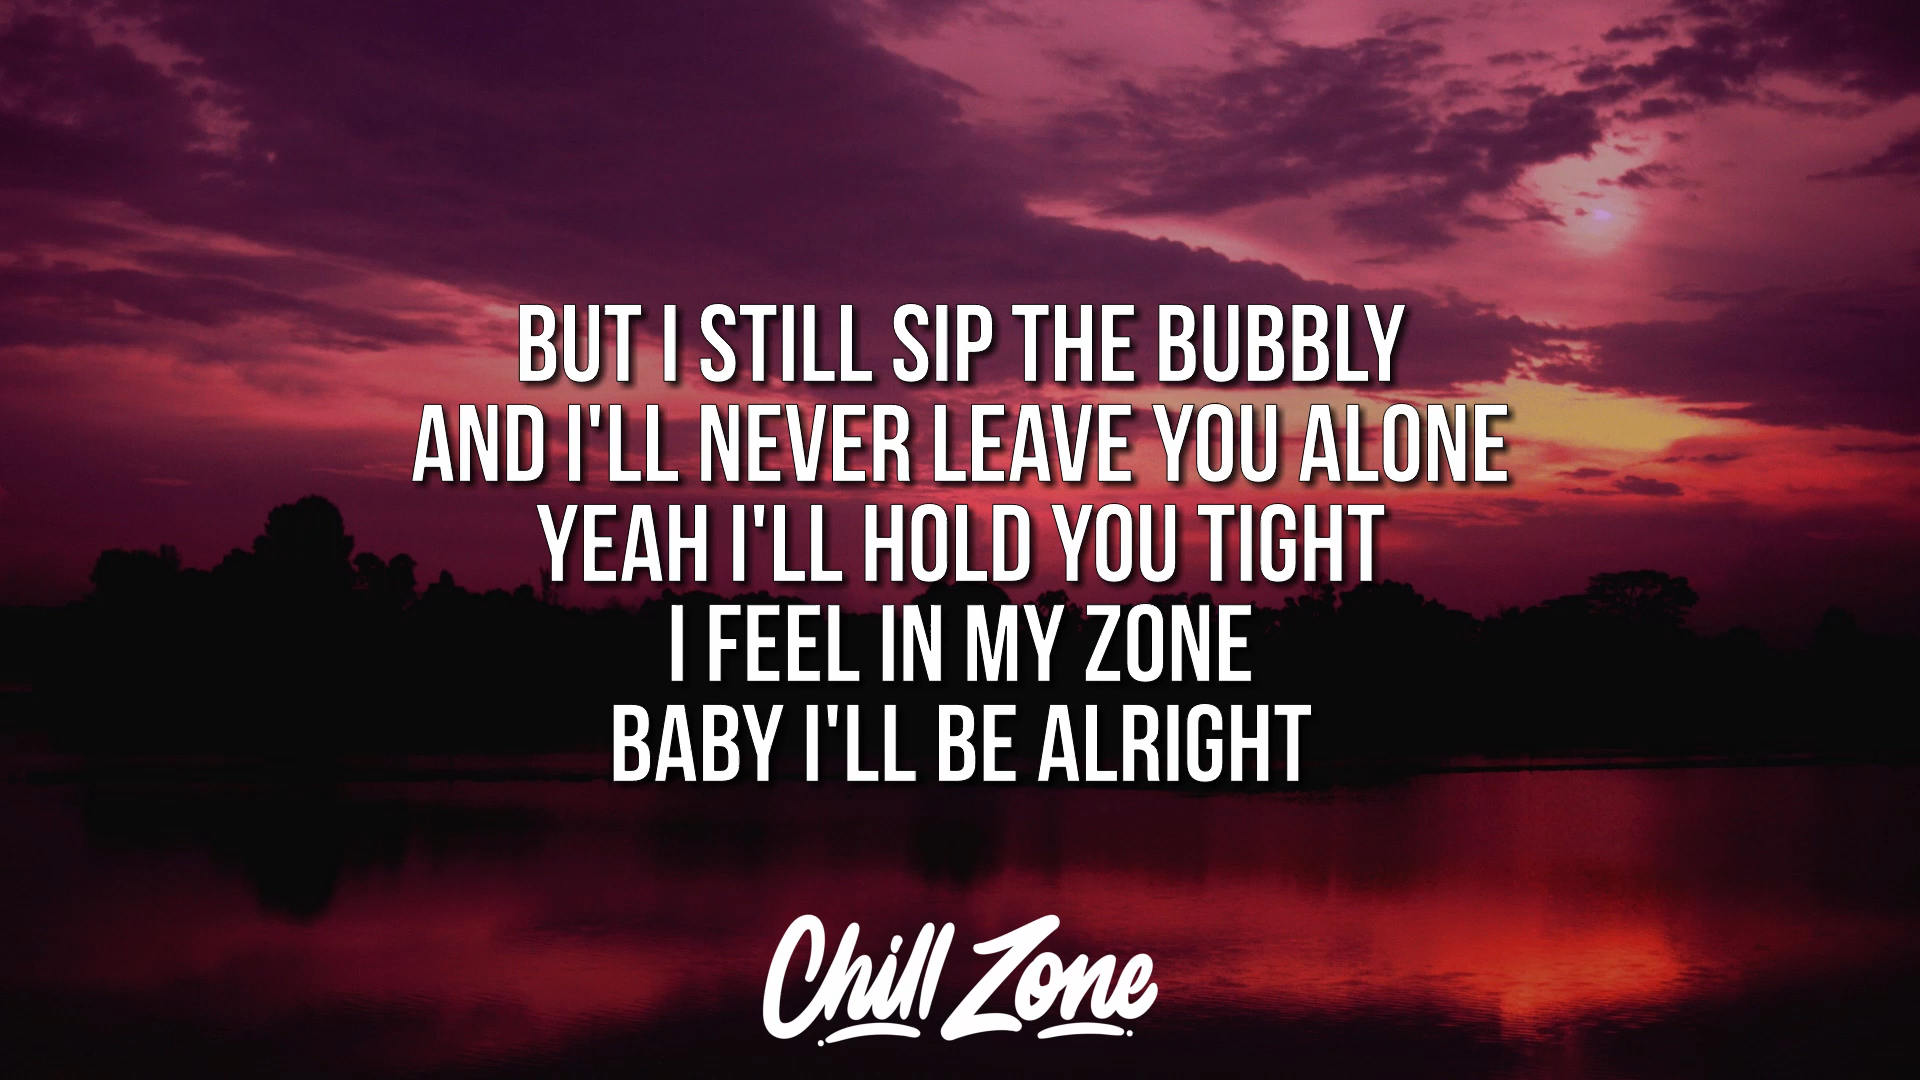 BUT I STILL SIP THE BUBBLY
AND I'LL NEVER LEAVE YOU ALONE
YEAH I'LL HOLD YOU TIGHT
I FEEL IN MY ZONE
BABY I'LL BE ALRIGHT
Chill Zone